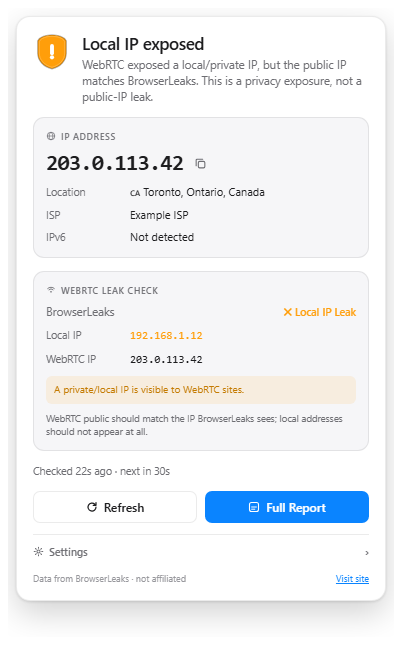 Local IP exposed
WebRTC exposed a local/private IP, but the public IP
matches BrowserLeaks. This is a privacy exposure, not a
public-IP leak.
IP ADDRESS
203.0.113.42
Location CA Toronto, Ontario, Canada
ISP Example ISP
IPv6 Not detected
WEBRTC LEAK CHECK
BrowserLeaks ✕ Local IP Leak
Local IP 192.168.1.12
WebRTC IP 203.0.113.42
A private/local IP is visible to WebRTC sites.
WebRTC public should match the IP BrowserLeaks sees; local addresses
should not appear at all.
Checked 22s ago · next in 30s
Refresh Full Report
Settings ›
Data from BrowserLeaks · not affiliated Visit site